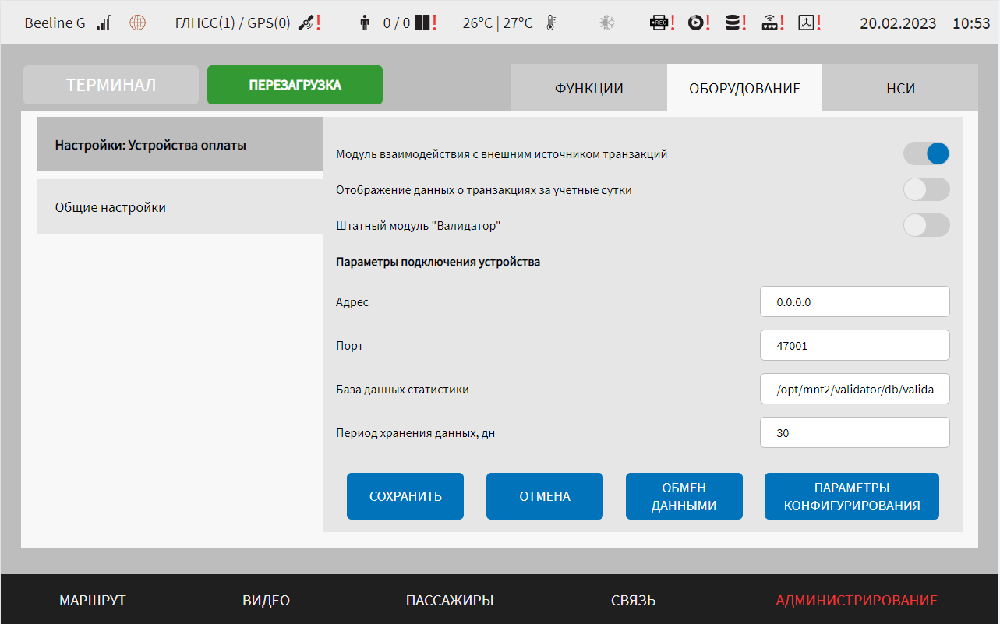 Beeline G ГЛНСС(1) / GPS(0) ! 0 / 0 ! 26°C | 27°C REC ! ! ! ! ! 20.02.2023 10:53
ТЕРМИНАЛ ПЕРЕЗАГРУЗКА ФУНКЦИИ ОБОРУДОВАНИЕ НСИ
Настройки: Устройства оплаты
Общие настройки
Модуль взаимодействия с внешним источником транзакций
Отображение данных о транзакциях за учетные сутки
Штатный модуль "Валидатор"
Параметры подключения устройства
Адрес 0.0.0.0
Порт 47001
База данных статистики /opt/mnt2/validator/db/valida
Период хранения данных, дн 30
СОХРАНИТЬ
ОТМЕНА
ОБМЕН
ДАННЫМИ
ПАРАМЕТРЫ
КОНФИГУРИРОВАНИЯ
МАРШРУТ ВИДЕО ПАССАЖИРЫ СВЯЗЬ АДМИНИСТРИРОВАНИЕ